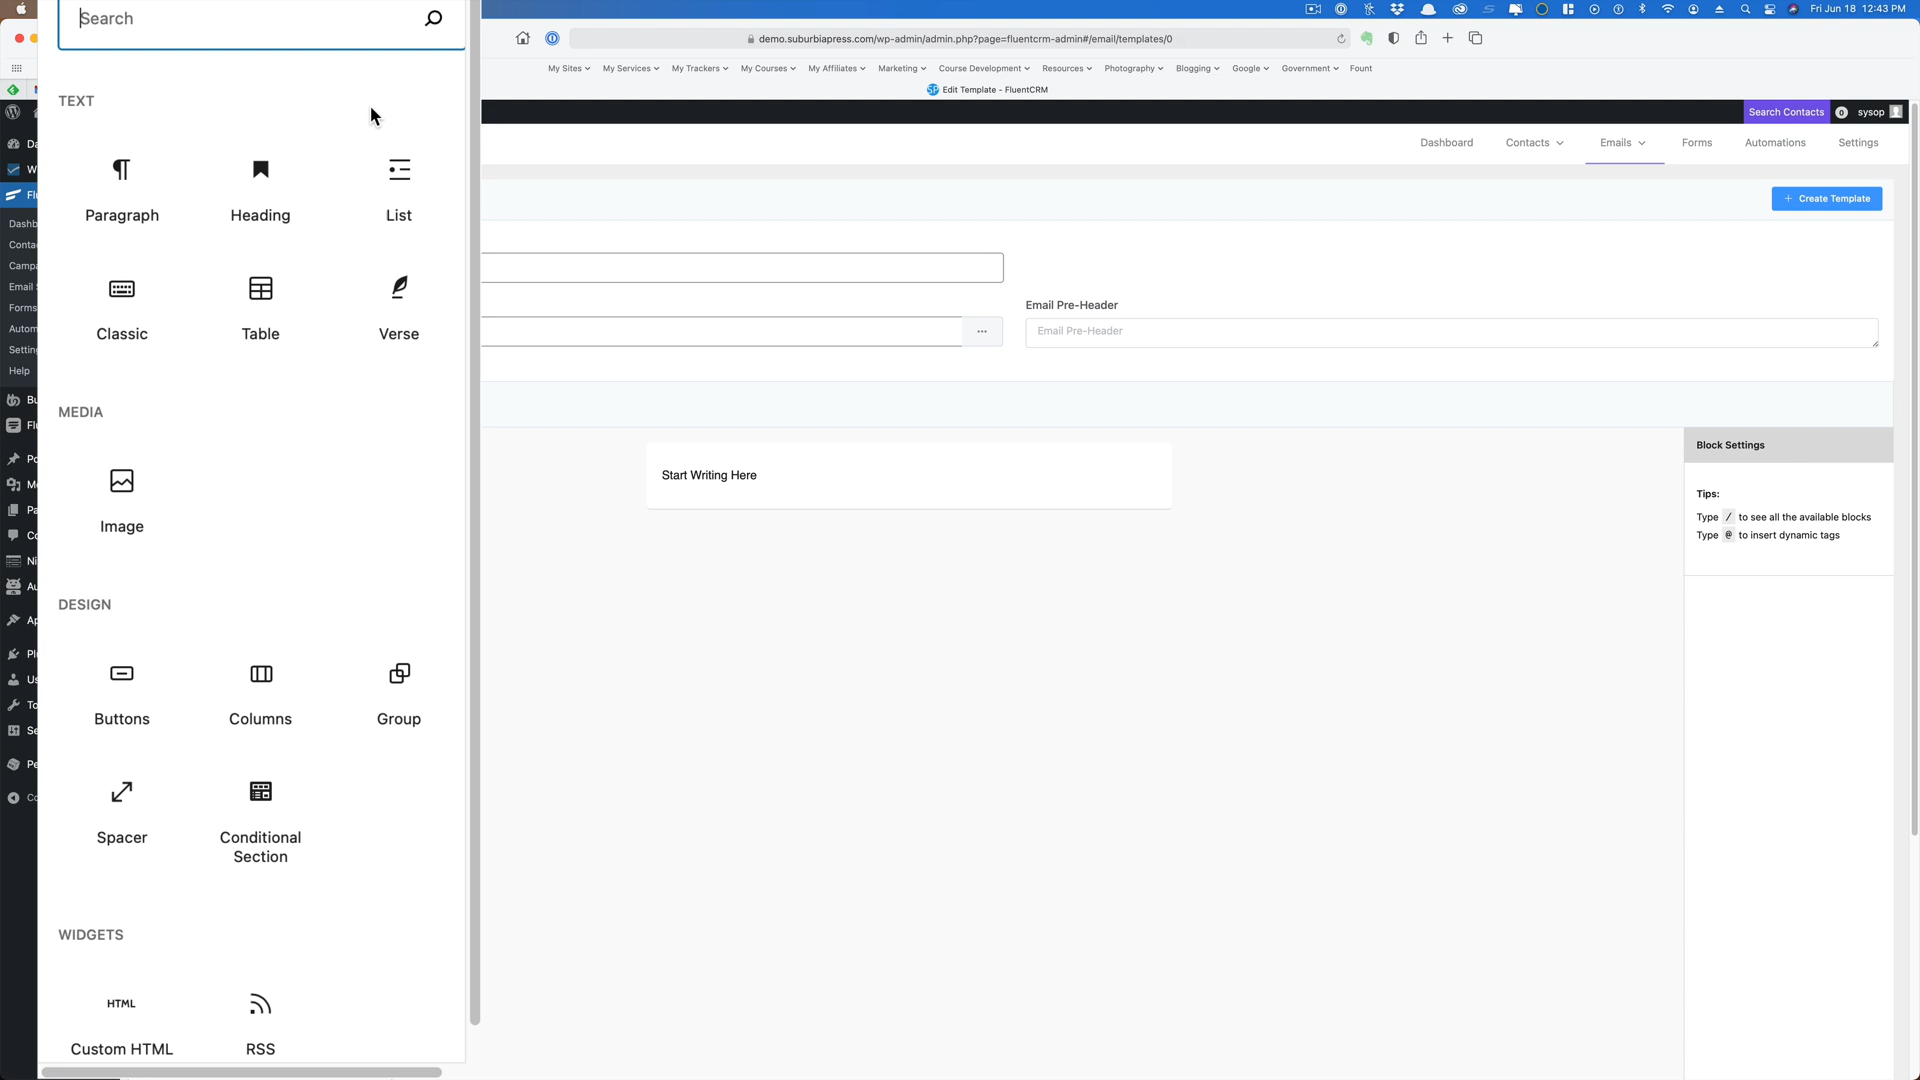 Fri Jun 18 12:43 PM
Search
demo.suburbiapress.com/wp-admin/admin.php?page=fluentcrm-admin#/email/templates/0
My Sites My Services My Trackers My Courses My Affiliates Marketing Course Development Resources Photography Blogging Google Government Fount
SP Edit Template - FluentCRM
Search Contacts 0 sysop
Dashboard Contacts Emails Forms Automations Settings
+ Create Template
Dashb
Conta
Campa
Email
Forms
Autom
Setting
Help
TEXT
Paragraph Heading List
Classic Table Verse
MEDIA
Image
DESIGN
Buttons Columns Group
Spacer Conditional
Section
WIDGETS
HTML
Custom HTML RSS
...
Email Pre-Header
Email Pre-Header
Start Writing Here
Block Settings
Tips:
Type / to see all the available blocks
Type @ to insert dynamic tags